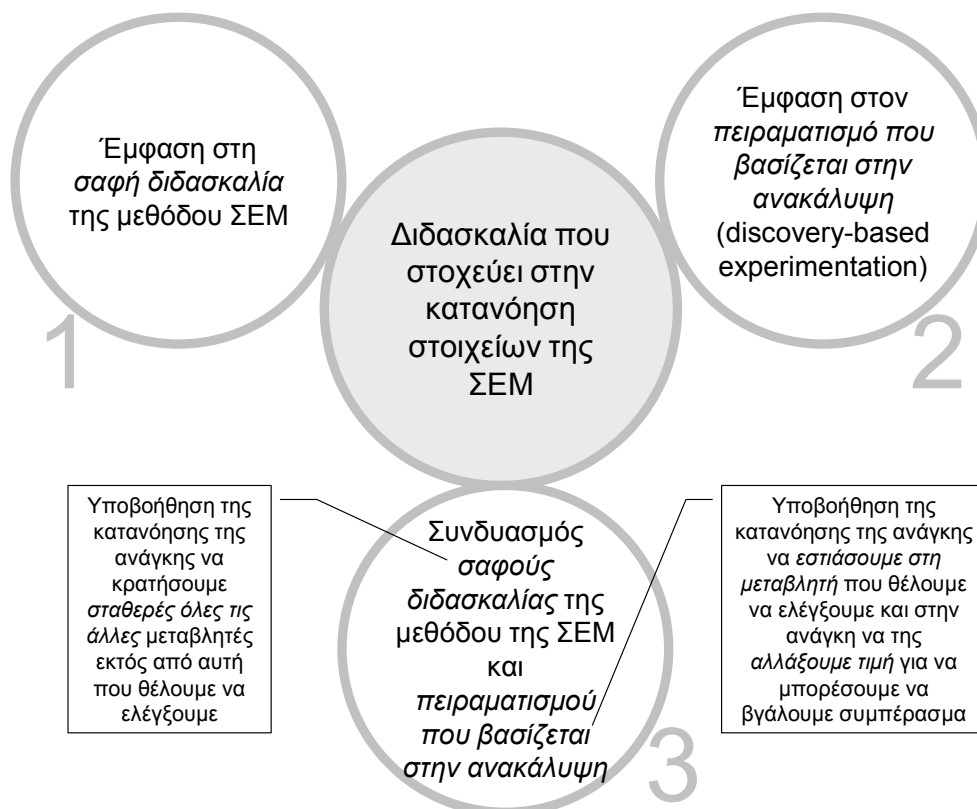 Έμφαση στη
σαφή διδασκαλία
της μεθόδου ΣΕΜ
1
Έμφαση στον
πειραματισμό που
βασίζεται στην
ανακάλυψη
(discovery-based
experimentation)
2
Διδασκαλία που
στοχεύει στην
κατανόηση
στοιχείων της
ΣΕΜ
Υποβοήθηση της
κατανόησης της
ανάγκης να
κρατήσουμε
σταθερές όλες τις
άλλες μεταβλητές
εκτός από αυτή
που θέλουμε να
ελέγξουμε
Συνδυασμός
σαφούς
διδασκαλίας της
μεθόδου της ΣΕΜ
και
πειραματισμού
που βασίζεται
στην ανακάλυψη
3
Υποβοήθηση της
κατανόησης της ανάγκης
να εστιάσουμε στη
μεταβλητή που θέλουμε
να ελέγξουμε και στην
ανάγκη να της
αλλάξουμε τιμή για να
μπορέσουμε να
βγάλουμε συμπέρασμα